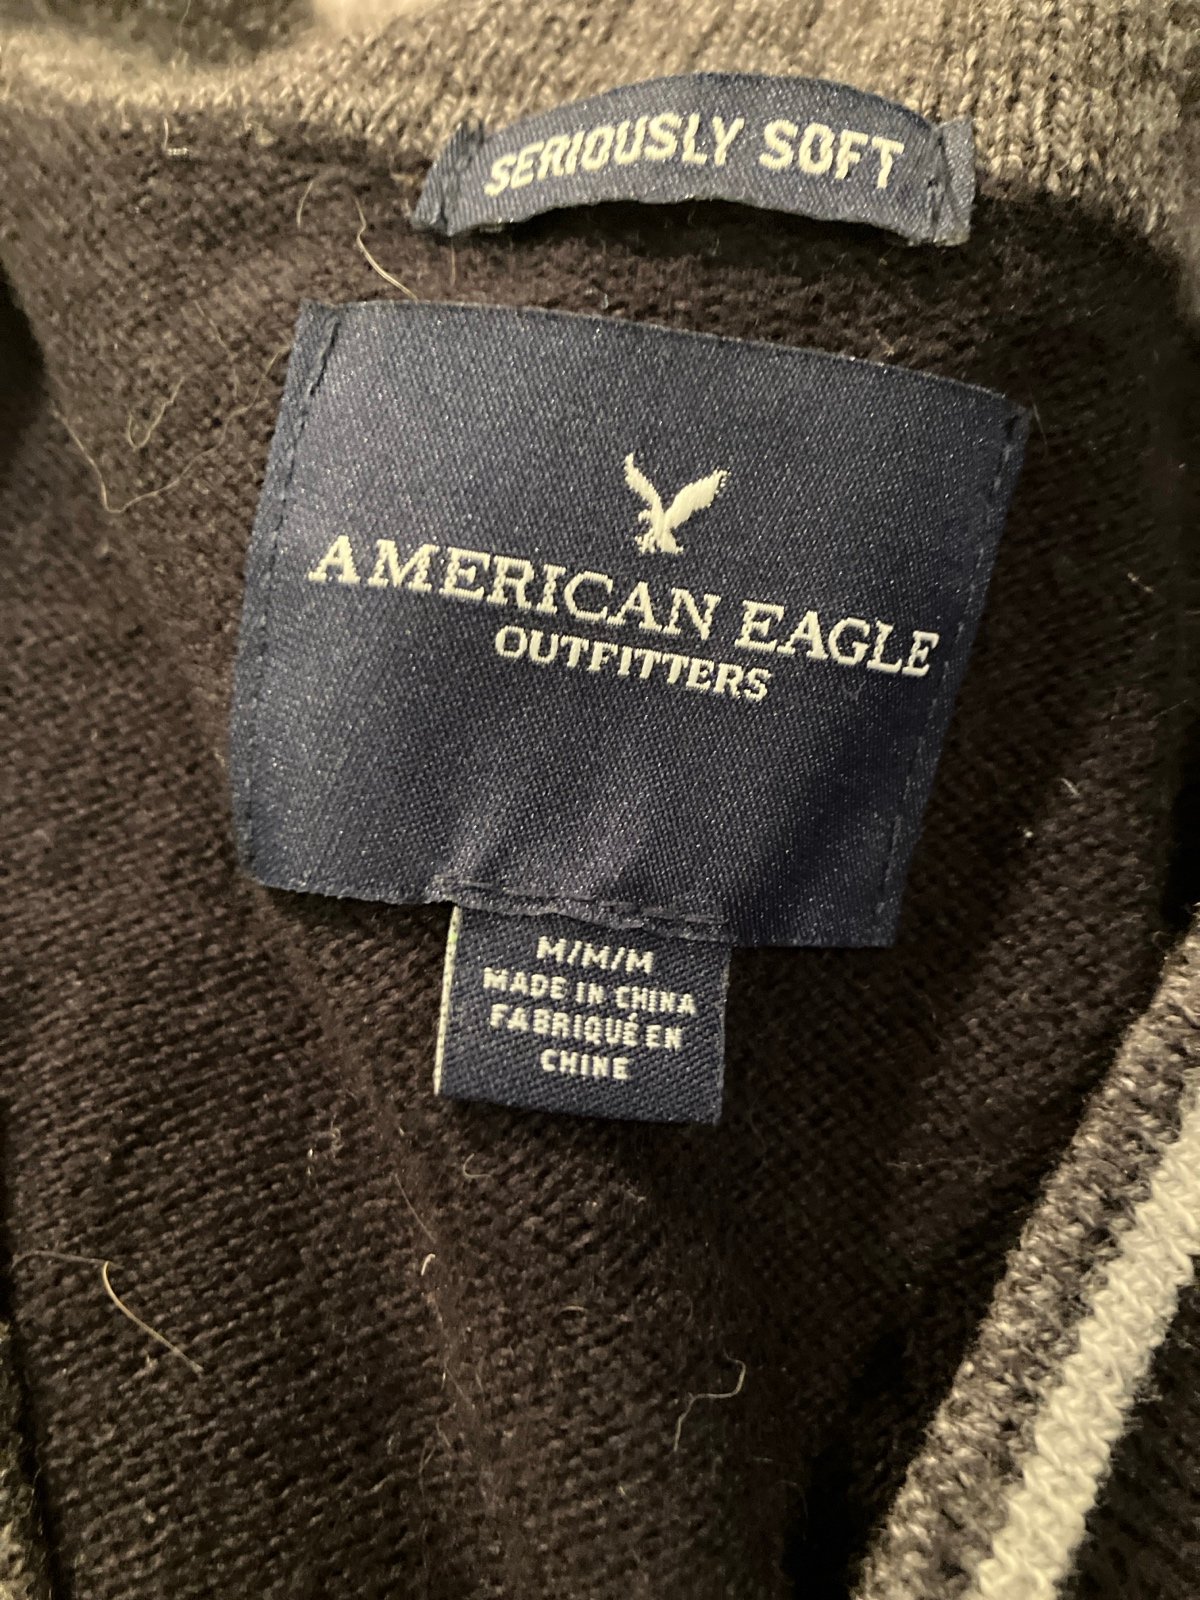 SERIOUSLY SOFT
AMERICAN EAGLE
OUTFITTERS
M/M/M
MADE IN CHINA
FABRIQUÉ EN
CHINE